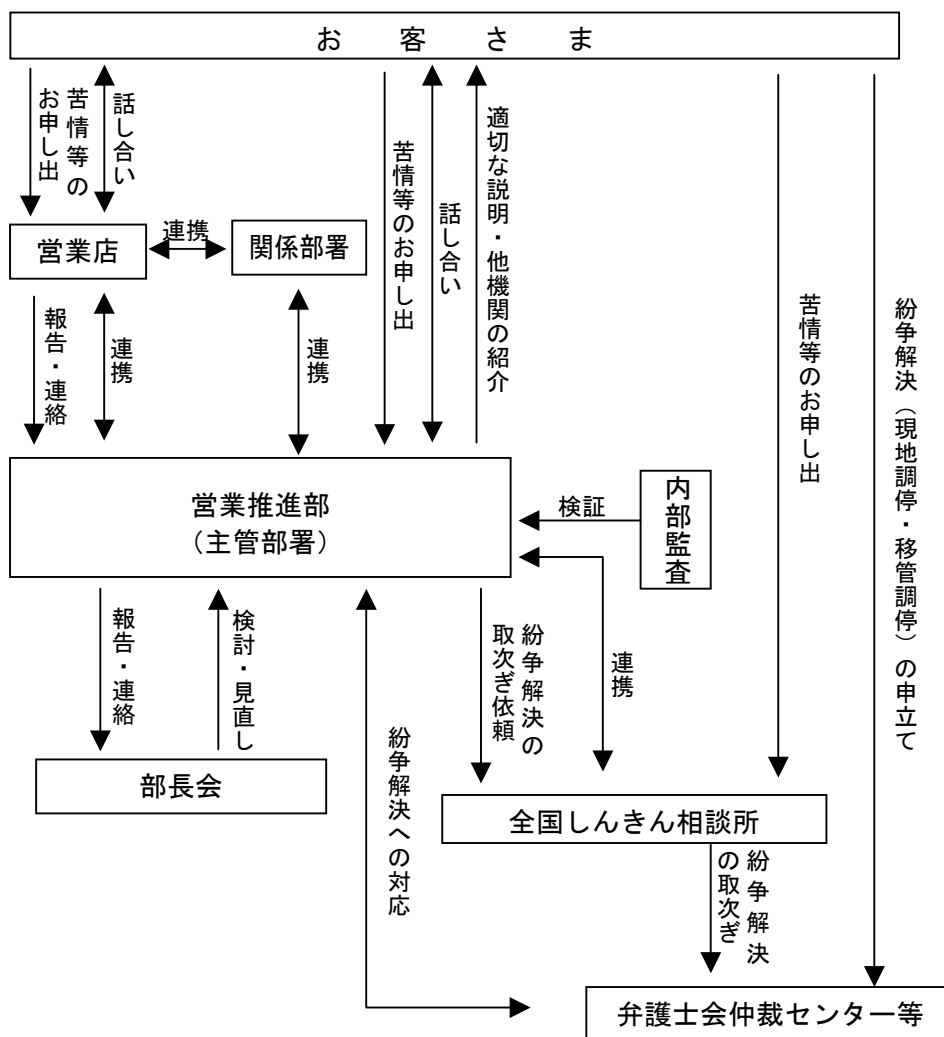 お　客　さ　ま
苦情等の
お申し出
話し合い
苦情等のお申し出
話し合い
適切な説明・他機関の紹介
苦情等のお申し出
紛争解決（現地調停・移管調停）の申立て
営業店
連携
関係部署
報告・連絡
連携
連携
営業推進部
（主管部署）
検証
内部監査
報告・連絡
検討・見直し
紛争解決への対応
紛争解決の
取次ぎ依頼
連携
部長会
全国しんきん相談所
紛争解決
の取次ぎ
弁護士会仲裁センター等